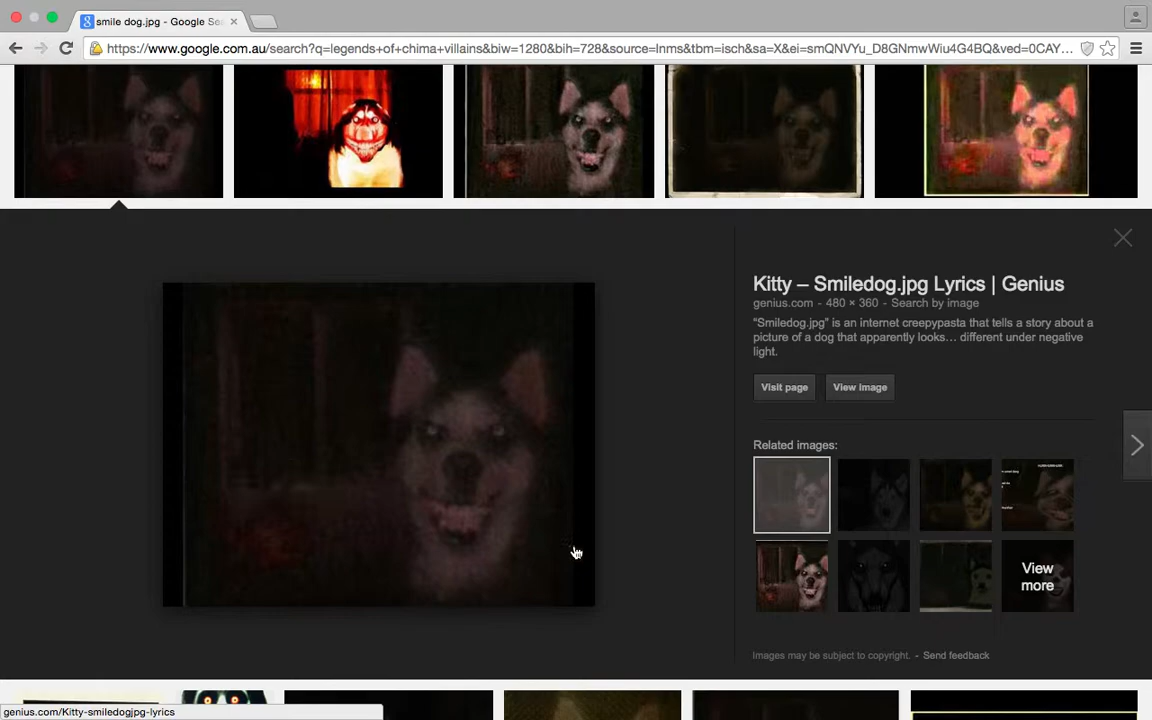 smile dog.jpg - Google Sea
https://www.google.com.au/search?q=legends+of+chima+villains&biw=1280&bih=728&source=lnms&tbm=isch&sa=X&ei=smQNVYu_D8GNmwWiu4G4BQ&ved=0CAY...
Kitty – Smiledog.jpg Lyrics | Genius
genius.com - 480 × 360 - Search by image
"Smiledog.jpg" is an internet creepypasta that tells a story about a
picture of a dog that apparently looks... different under negative
light.
Visit page
View image
Related images:
View
more
Images may be subject to copyright. - Send feedback
genius.com/Kitty-smiledogjpg-lyrics